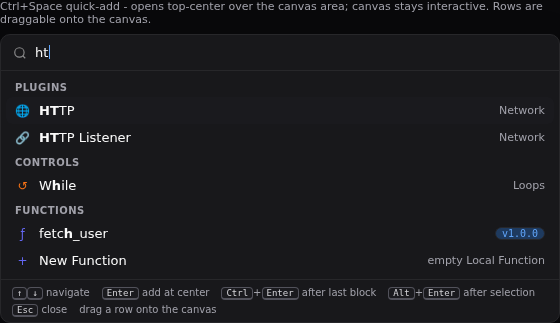 Ctrl+Space quick-add - opens top-center over the canvas area; canvas stays interactive. Rows are
draggable onto the canvas.
ht
PLUGINS
HTTP Network
HTTP Listener Network
CONTROLS
While Loops
FUNCTIONS
ƒ fetch_user v1.0.0
+ New Function empty Local Function
↑ ↓ navigate Enter add at center Ctrl+Enter after last block Alt+Enter after selection
Esc close drag a row onto the canvas